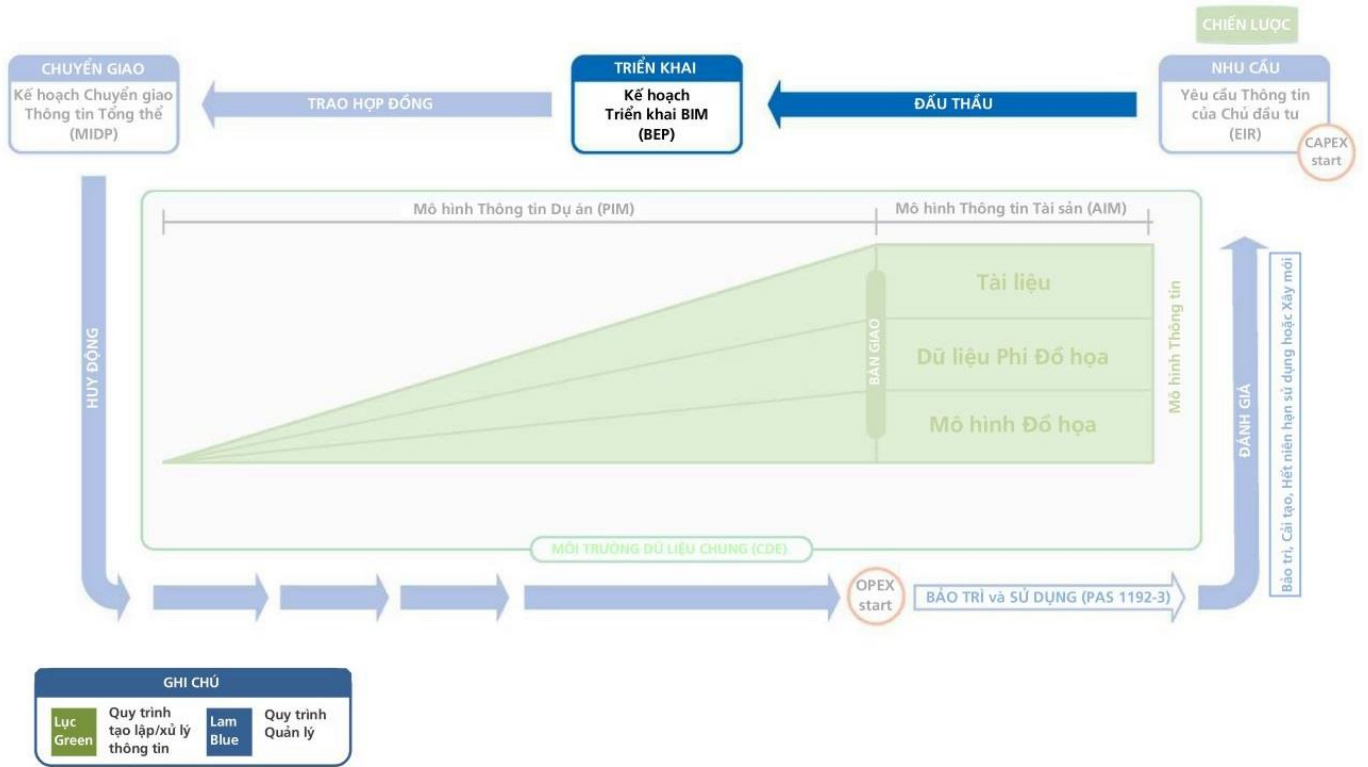 CHIẾN LƯỢC
CHUYỂN GIAO
Kế hoạch Chuyển giao
Thông tin Tổng thể
(MIDP)
TRAO HỢP ĐỒNG
TRIỂN KHAI
Kế hoạch
Triển khai BIM
(BEP)
ĐẤU THẦU
NHU CẦU
Yêu cầu Thông tin
của Chủ đầu tư
(EIR)
CAPEX
start
Mô hình Thông tin Dự án (PIM)
Mô hình Thông tin Tài sản (AIM)
Tài liệu
Dữ liệu Phi Đồ họa
Mô hình Đồ họa
BÀN GIAO
Mô hình Thông tin
HUY ĐỘNG
ĐÁNH GIÁ
Bảo trì, Cải tạo, Hết niên hạn sử dụng hoặc Xây mới
MÔI TRƯỜNG DỮ LIỆU CHUNG (CDE)
OPEX
start
BẢO TRÌ và SỬ DỤNG (PAS 1192-3)
GHI CHÚ
Lục
Green
Quy trình
tạo lập/xử lý
thông tin
Lam
Blue
Quy trình
Quản lý